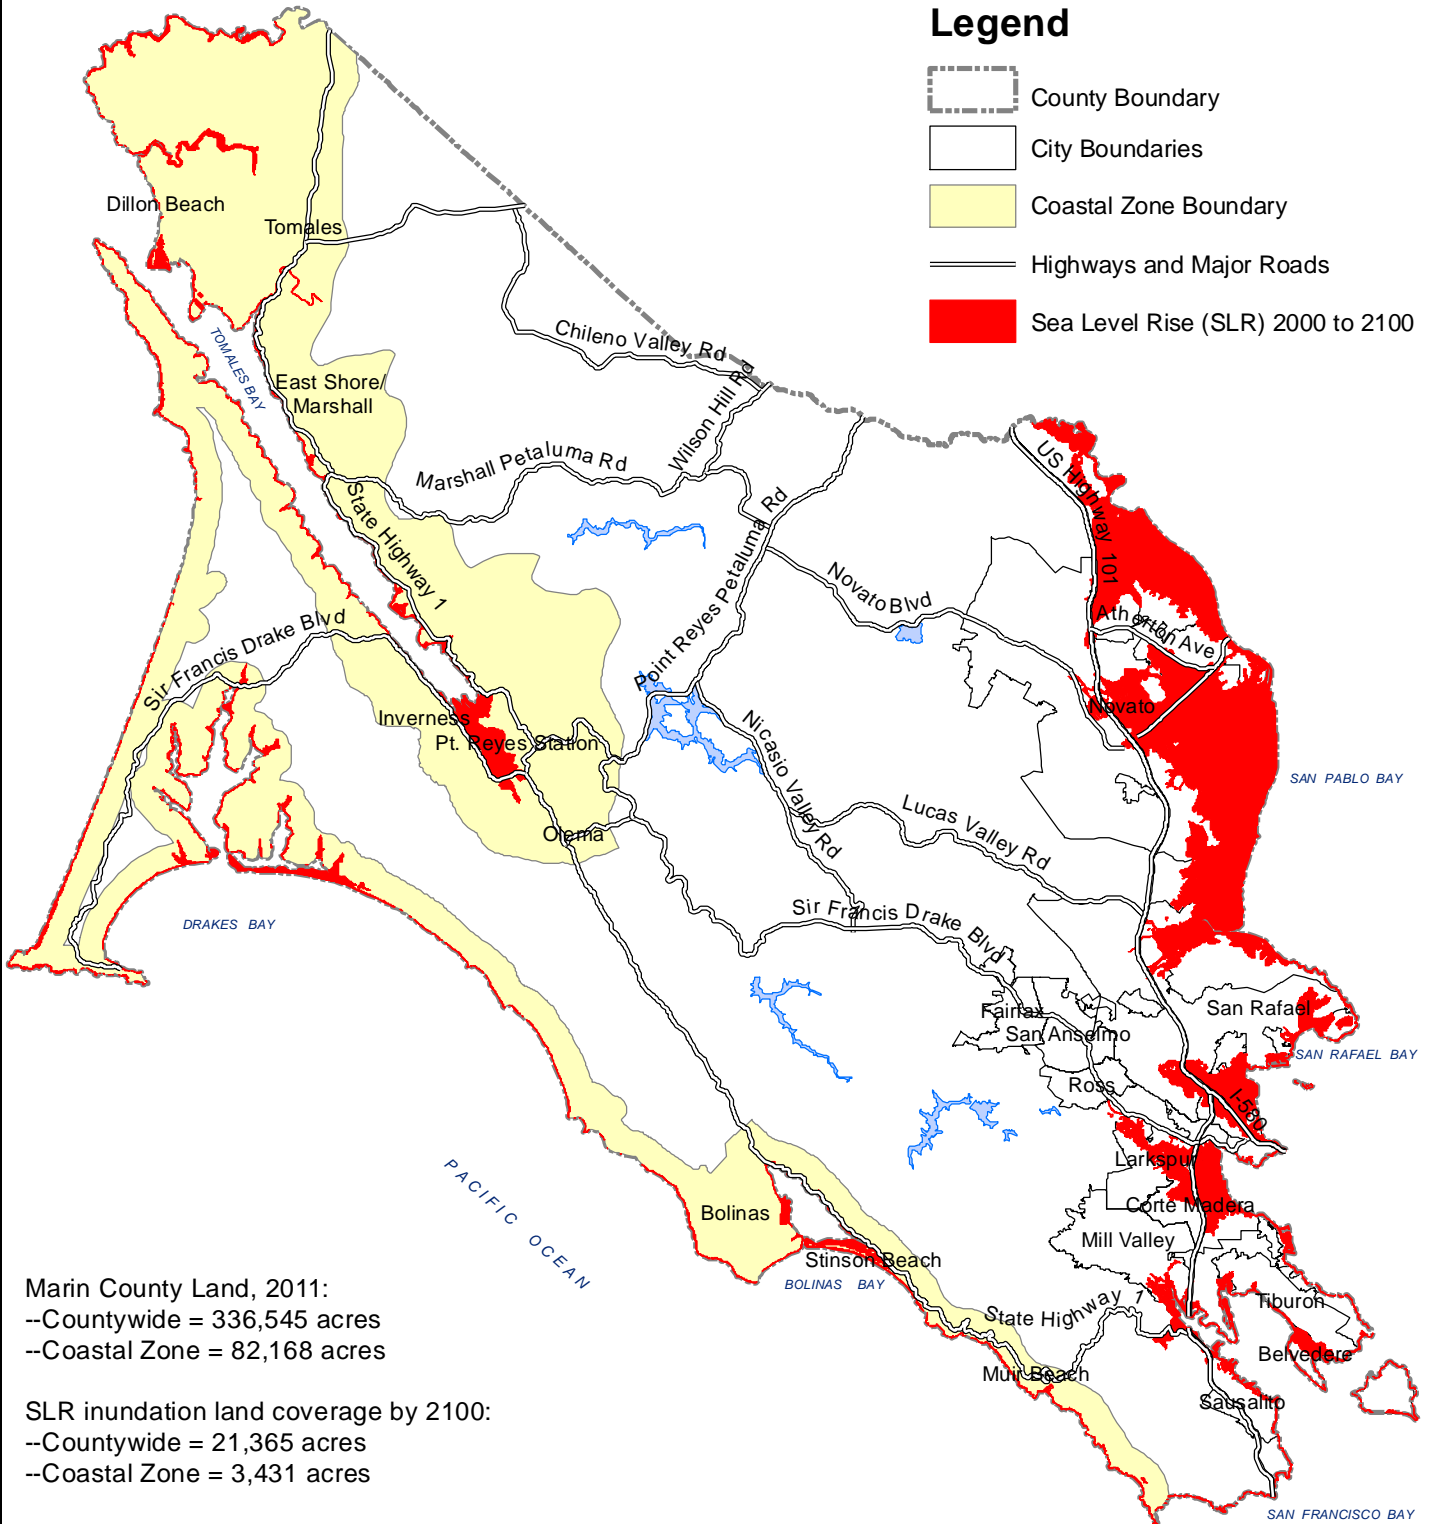 Legend
County Boundary
City Boundaries
Coastal Zone Boundary
Highways and Major Roads
Sea Level Rise (SLR) 2000 to 2100
Dillon Beach
Tomales
TOMALES BAY
Chileno Valley Rd
East Shore/
Marshall
Wilson Hill Rd
Marshall Petaluma Rd
US Highway 101
State Highway 1
Point Reyes Petaluma Rd
Novato Blvd
Atherton Ave
Sir Francis Drake Blvd
Inverness
Novato
Pt. Reyes Station
Nicasio Valley Rd
SAN PABLO BAY
Lucas Valley Rd
Olema
DRAKES BAY
Sir Francis Drake Blvd
Fairfax
San Rafael
San Anselmo
SAN RAFAEL BAY
Ross
I-580
Larkspur
PACIFIC OCEAN
Bolinas
Corte Madera
Mill Valley
Stinson Beach
BOLINAS BAY
State Highway 1
Tiburon
Belvedere
Muir Beach
Sausalito
SAN FRANCISCO BAY
Marin County Land, 2011:
--Countywide = 336,545 acres
--Coastal Zone = 82,168 acres
SLR inundation land coverage by 2100:
--Countywide = 21,365 acres
--Coastal Zone = 3,431 acres